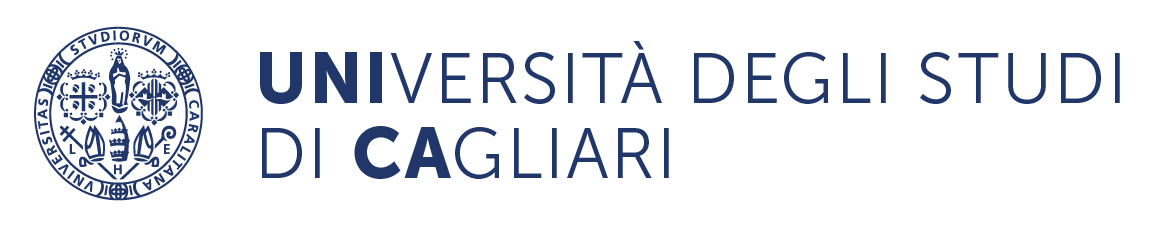 STVDIORVM
VNIVERSITAS
CARALITANA
L
E
H
UNIVERSITÀ DEGLI STUDI
DI CAGLIARI